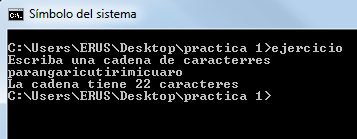 Símbolo del sistema
C:\Users\ERUS\Desktop\practica 1>ejercicio
Escriba una cadena de caracterres
parangaricutirimicuaro
La cadena tiene 22 caracteres
C:\Users\ERUS\Desktop\practica 1>